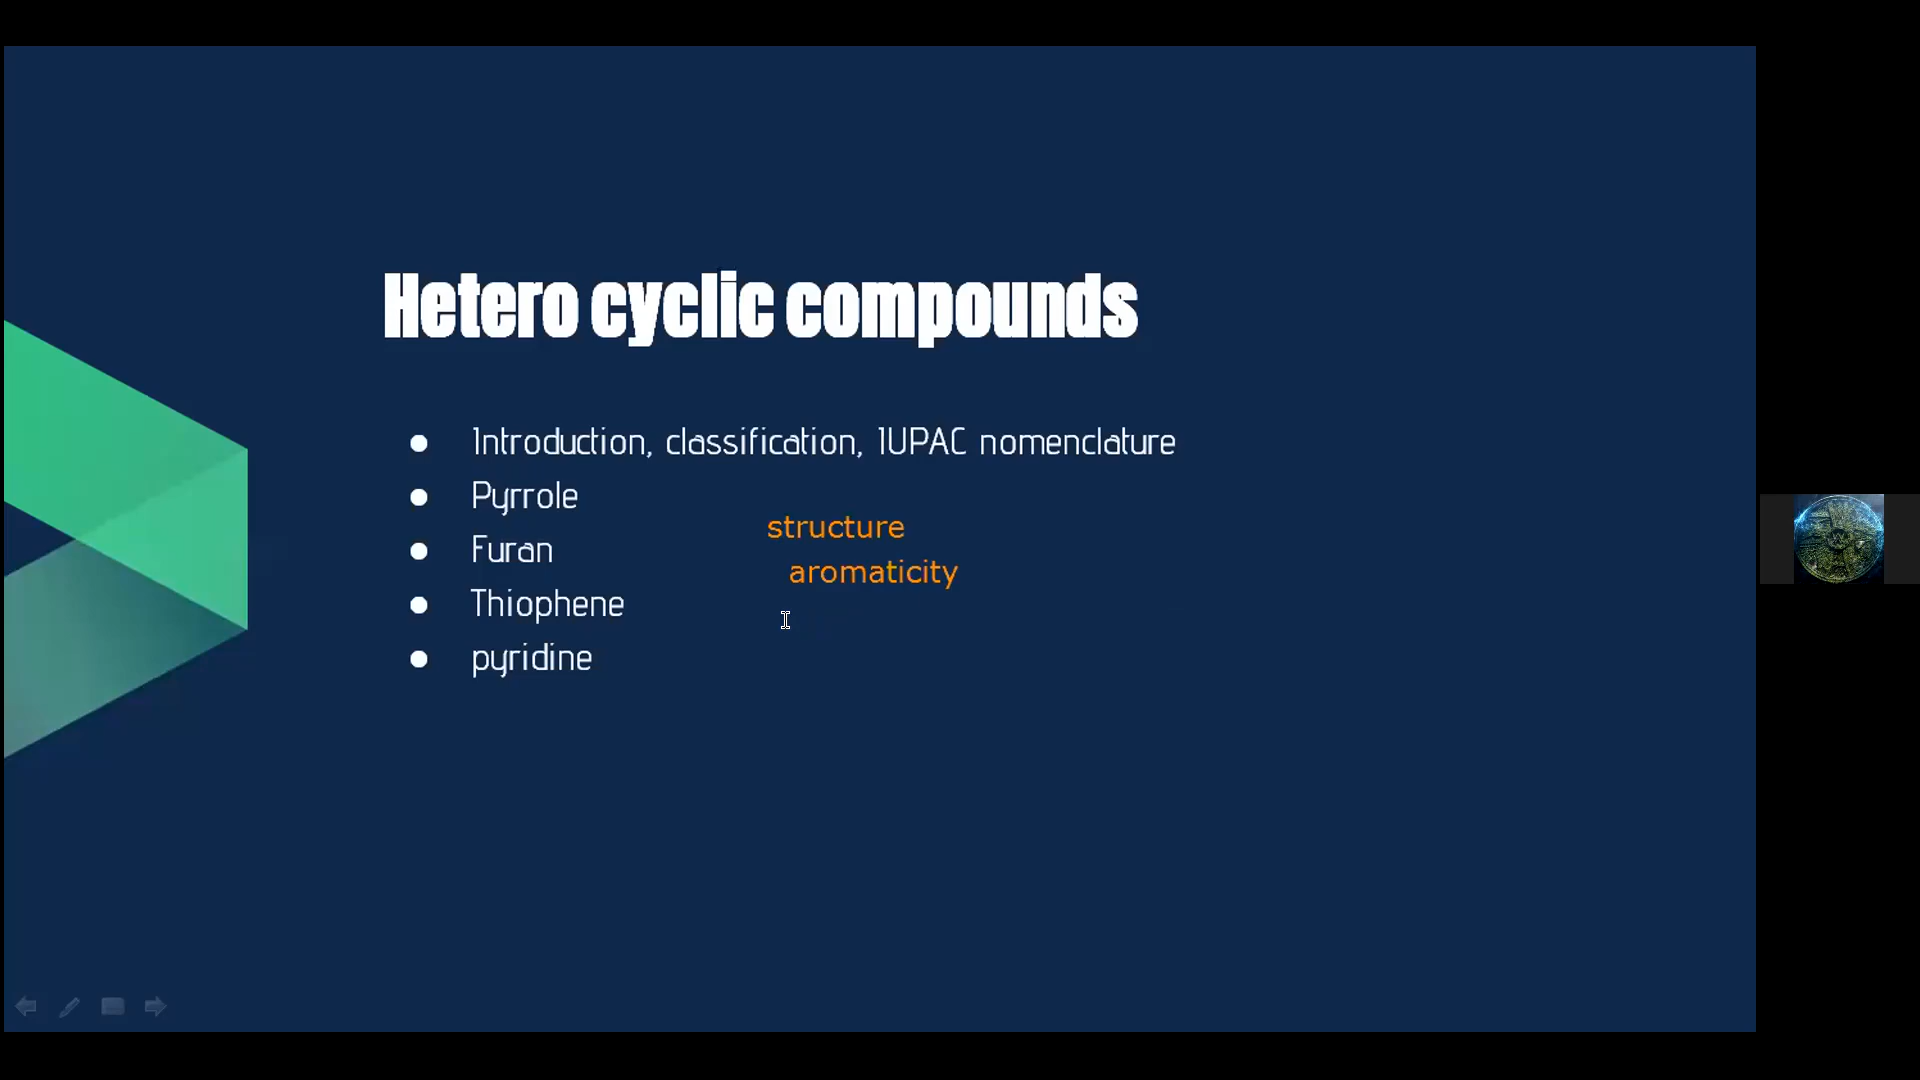 Hetero cyclic compounds
● Introduction, classification, IUPAC nomenclature
● Pyrrole
structure
● Furan
aromaticity
● Thiophene
● pyridine